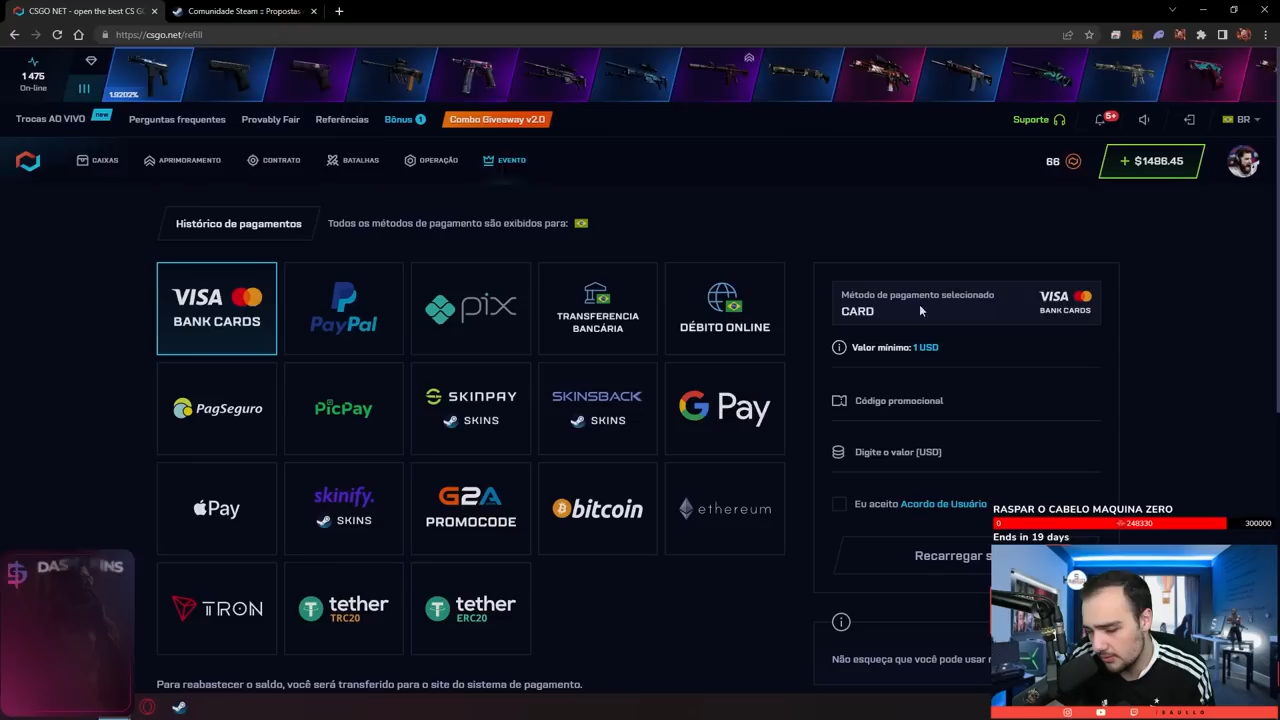 CSGO NET - open the best CS G
Comunidade Steam :: Propostas
https://csgo.net/refill
1 475
On-line
1.9202%
Trocas AO VIVO
new
Perguntas frequentes
Provably Fair
Referências
Bônus 1
Combo Giveaway v2.0
Suporte
5+
BR
CAIXAS
APRIMORAMENTO
CONTRATO
BATALHAS
OPERAÇÃO
EVENTO
66
+ $1486.45
Histórico de pagamentos
Todos os métodos de pagamento são exibidos para:
VISA
BANK CARDS
PayPal
pix
TRANSFERENCIA
BANCÁRIA
DÉBITO ONLINE
PagSeguro
PicPay
SKINPAY
SKINS
SKINSBACK
SKINS
G Pay
Pay
skinify.
SKINS
G2A
PROMOCODE
bitcoin
ethereum
TRON
tether
TRC20
tether
ERC20
Para reabastecer o saldo, você será transferido para o site do sistema de pagamento.
Método de pagamento selecionado
CARD
VISA
BANK CARDS
Valor mínimo: 1 USD
Código promocional
Digite o valor (USD)
Eu aceito Acordo de Usuário
Recarregar s
Não esqueça que você pode usar
RASPAR O CABELO MAQUINA ZERO
0
248330
300000
Ends in 19 days